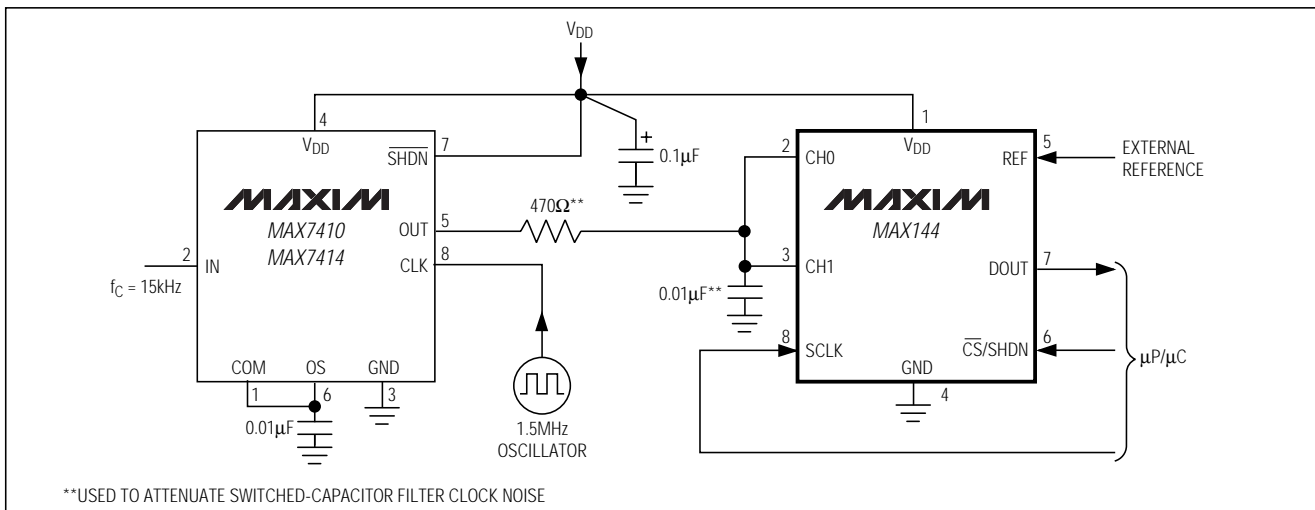 VDD
4
VDD
7
SHDN
+
0.1µF
MAXIM
MAX7410
MAX7414
OUT
5
470Ω**
8
CLK
2
IN
fC = 15kHz
COM
OS
GND
1
6
3
0.01µF
1.5MHz
OSCILLATOR
1
VDD
2
CH0
REF
5
EXTERNAL
REFERENCE
MAXIM
MAX144
3
CH1
0.01µF**
DOUT
7
8
SCLK
CS/SHDN
6
µP/µC
GND
4
**USED TO ATTENUATE SWITCHED-CAPACITOR FILTER CLOCK NOISE